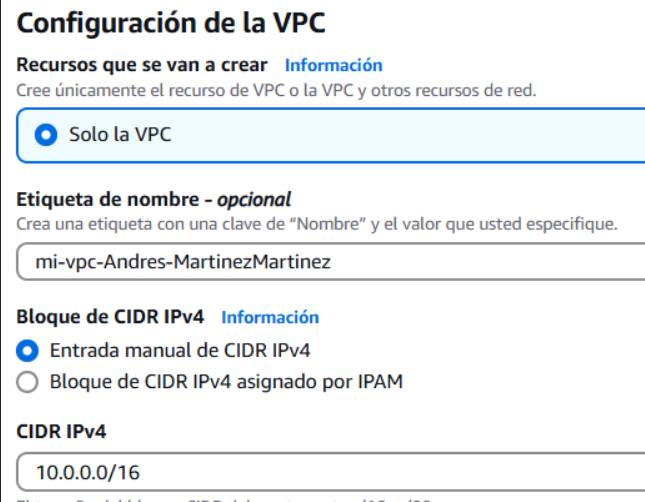 Configuración de la VPC
Recursos que se van a crear Información
Cree únicamente el recurso de VPC o la VPC y otros recursos de red.
Solo la VPC
Etiqueta de nombre - opcional
Crea una etiqueta con una clave de “Nombre” y el valor que usted especifique.
mi-vpc-Andres-MartinezMartinez
Bloque de CIDR IPv4 Información
Entrada manual de CIDR IPv4
Bloque de CIDR IPv4 asignado por IPAM
CIDR IPv4
10.0.0.0/16